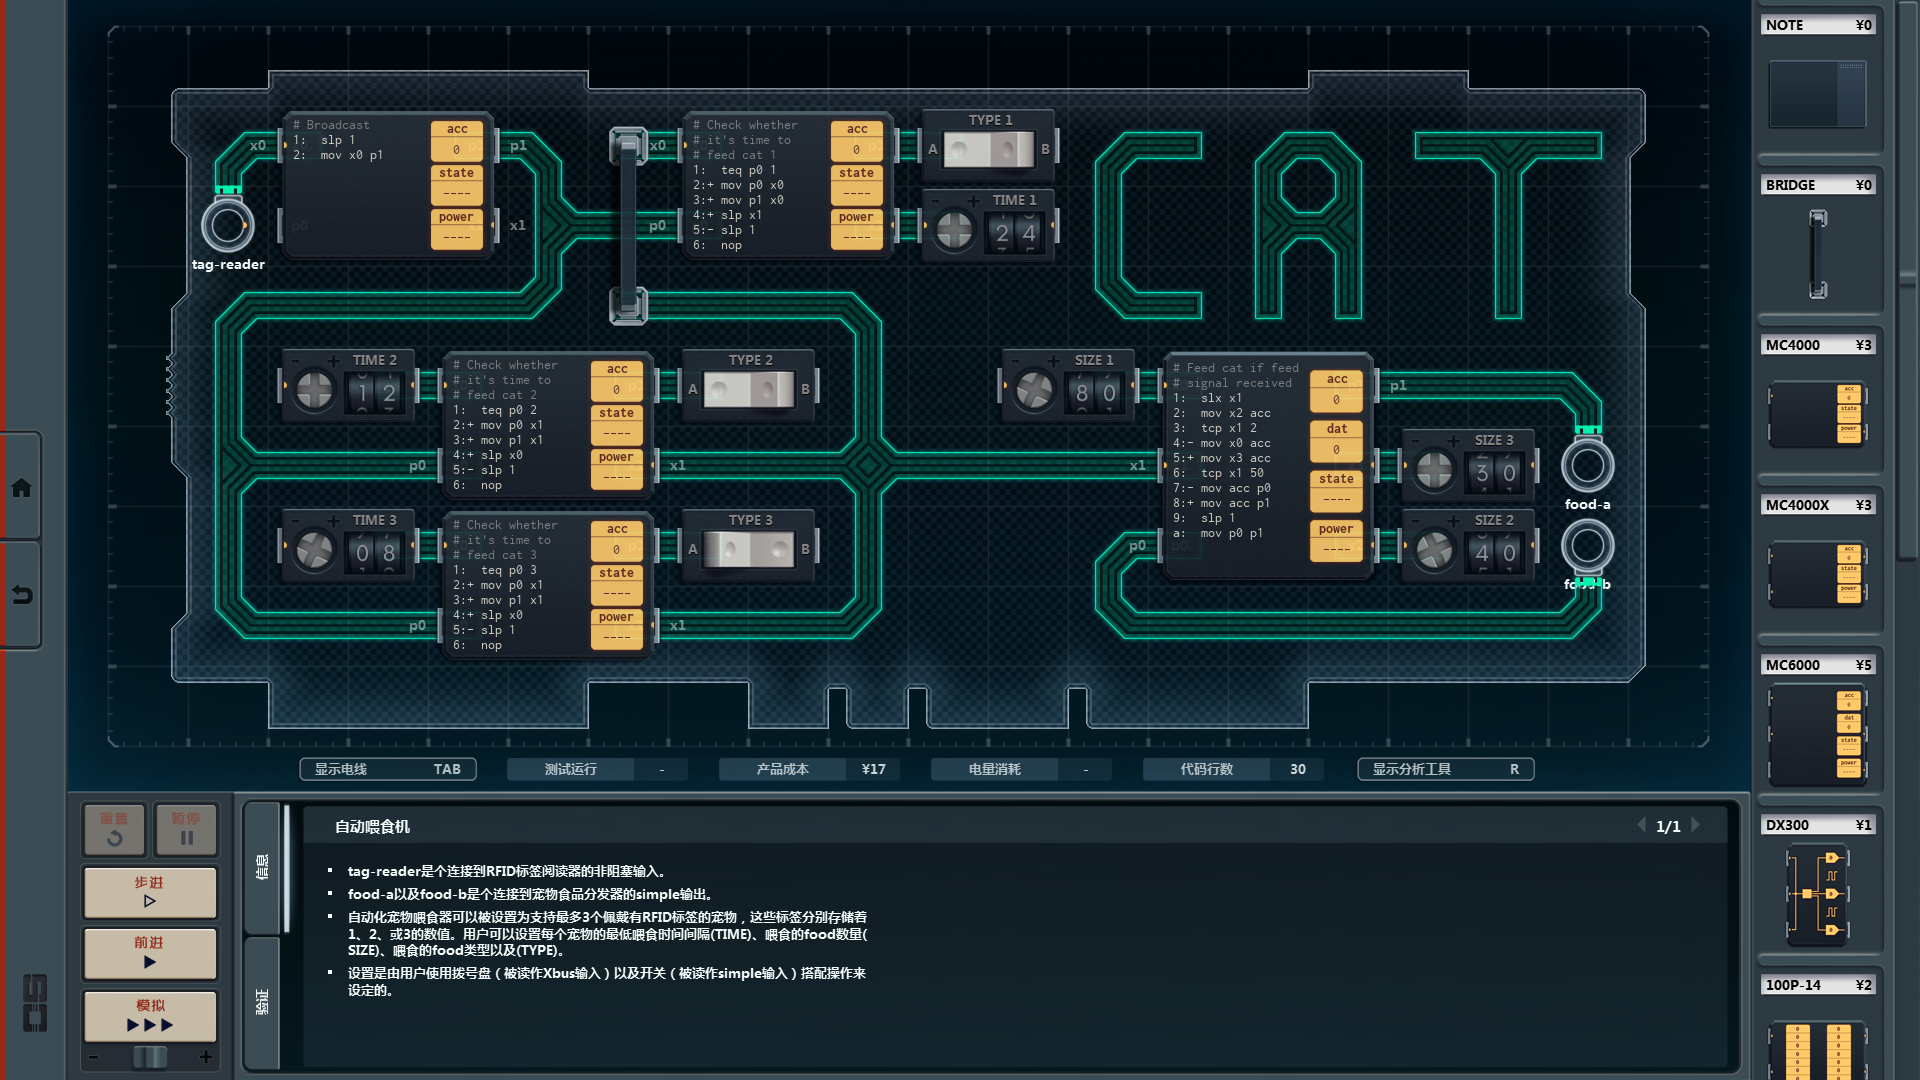 # Broadcast
1: slp 1
2: mov x0 p1
acc
0
state
----
power
----
x0
p1
p0
x1
tag-reader
# Check whether
# it's time to
# feed cat 1
1: teq p0 1
2:+ mov p0 x0
3:+ mov p1 x0
4:+ slp x1
5:- slp 1
6: nop
acc
0
state
----
power
----
x0
p0
TYPE 1
A
B
TIME 1
- +
2 4
TIME 2
- +
1 2
# Check whether
# it's time to
# feed cat 2
1: teq p0 2
2:+ mov p0 x1
3:+ mov p1 x1
4:+ slp x0
5:- slp 1
6: nop
acc
0
state
----
power
----
p0
x1
TYPE 2
A
B
TIME 3
- +
0 8
# Check whether
# it's time to
# feed cat 3
1: teq p0 3
2:+ mov p0 x1
3:+ mov p1 x1
4:+ slp x0
5:- slp 1
6: nop
acc
0
state
----
power
----
p0
x1
TYPE 3
A
B
CAT
SIZE 1
- +
8 0
# Feed cat if feed
# signal received
1: slx x1
2: mov x2 acc
3: tcp x1 2
4:- mov x0 acc
5:+ mov x3 acc
6: tcp x1 50
7:- mov acc p0
8:+ mov acc p1
9: slp 1
a: mov p0 p1
acc
0
dat
0
state
----
power
----
p1
x1
p0
SIZE 3
- +
3 0
SIZE 2
- +
4 0
food-a
food-b
显示电线 TAB
测试运行 -
产品成本 ¥17
电量消耗 -
代码行数 30
显示分析工具 R
重置
暂停
步进
前进
模拟
- +
信息
验证
自动喂食机
1/1
▪ tag-reader是个连接到RFID标签阅读器的非阻塞输入。
▪ food-a以及food-b是个连接到宠物食品分发器的simple输出。
▪ 自动化宠物喂食器可以被设置为支持最多3个佩戴有RFID标签的宠物，这些标签分别存储着
1、2、或3的数值。用户可以设置每个宠物的最低喂食时间间隔(TIME)、喂食的food数量(
SIZE)、喂食的food类型以及(TYPE)。
▪ 设置是由用户使用拨号盘（被读作Xbus输入）以及开关（被读作simple输入）搭配操作来
设定的。
NOTE ¥0
BRIDGE ¥0
MC4000 ¥3
acc
0
state
----
power
----
MC4000X ¥3
acc
0
state
----
power
----
MC6000 ¥5
acc
0
dat
0
state
----
power
----
DX300 ¥1
100P-14 ¥2